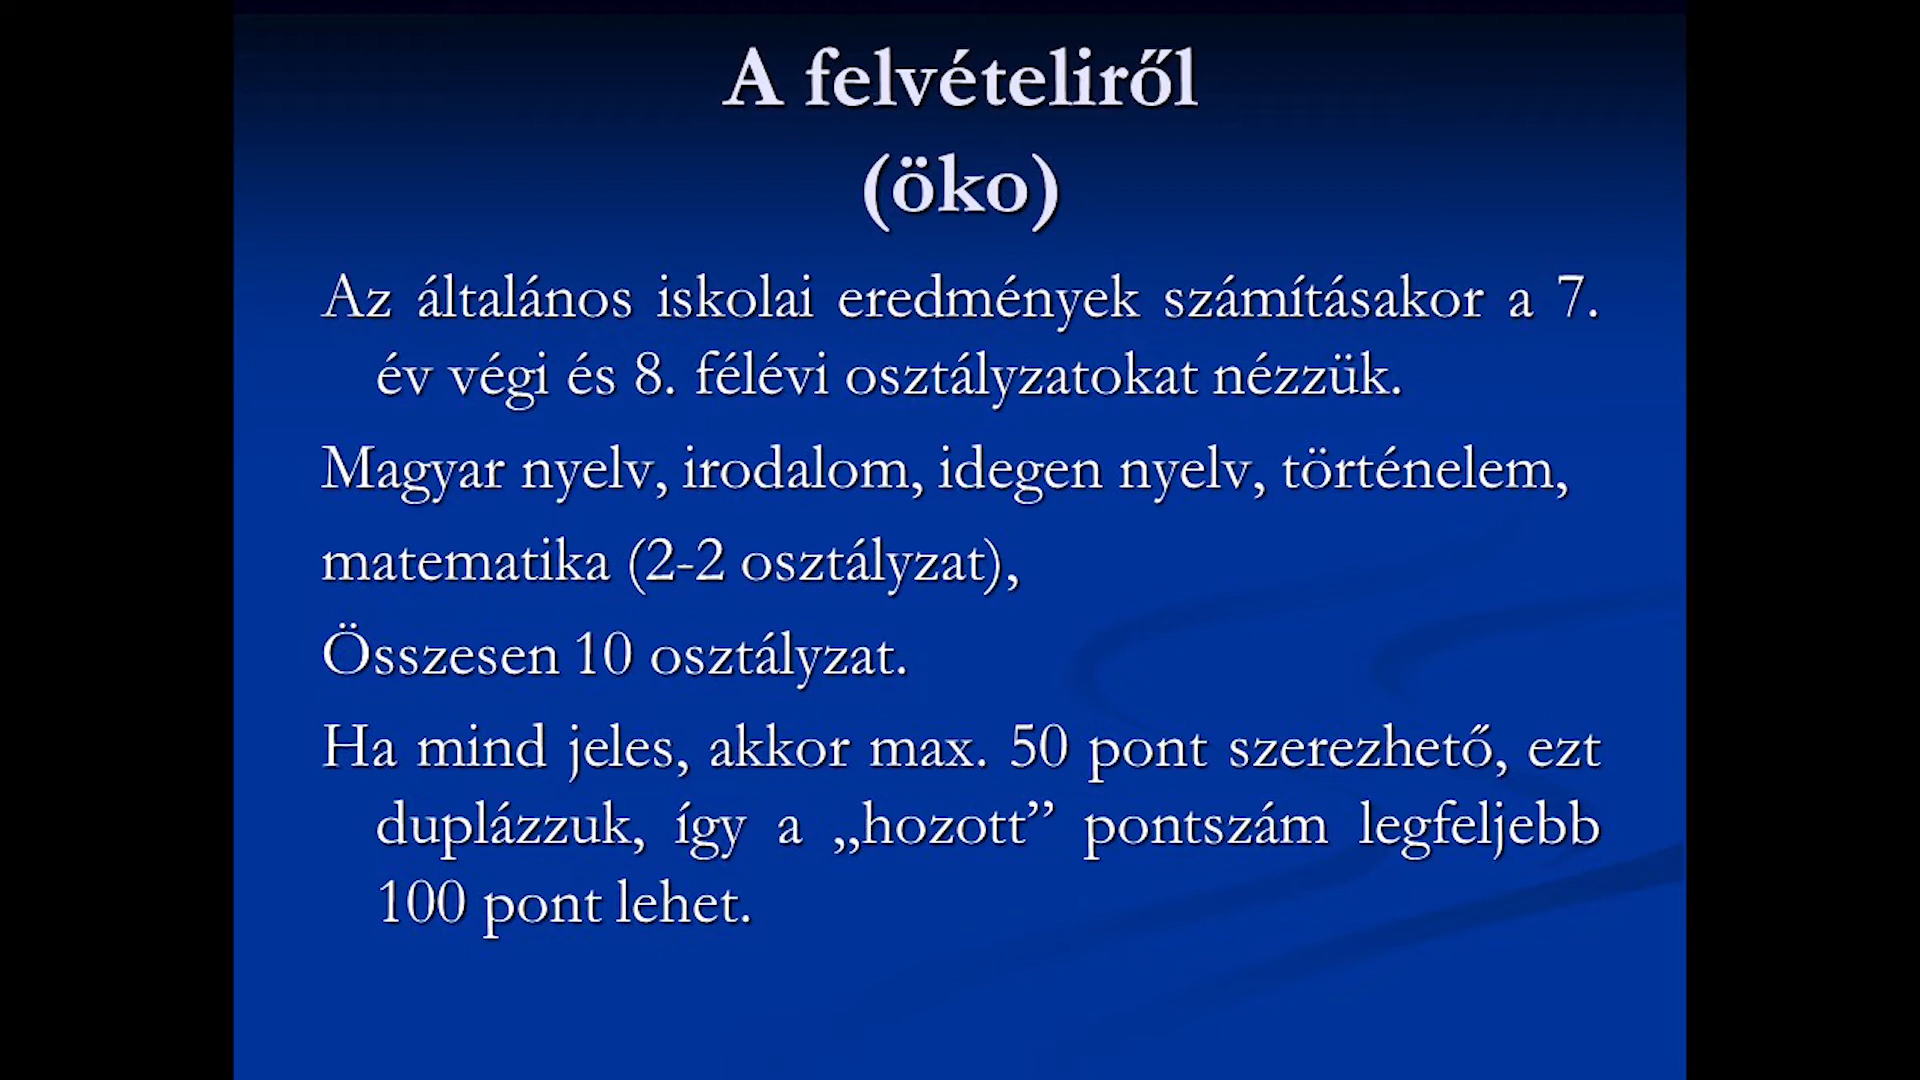 A felvételiről
(öko)
Az általános iskolai eredmények számításakor a 7.
év végi és 8. félévi osztályzatokat nézzük.
Magyar nyelv, irodalom, idegen nyelv, történelem,
matematika (2-2 osztályzat),
Összesen 10 osztályzat.
Ha mind jeles, akkor max. 50 pont szerezhető, ezt
duplázzuk, így a „hozott” pontszám legfeljebb
100 pont lehet.